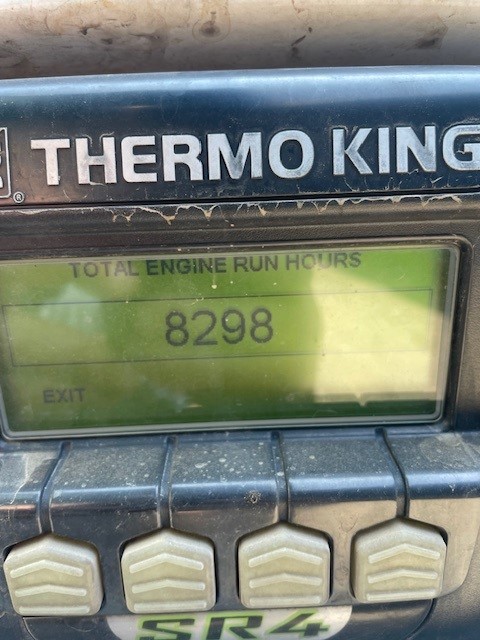 ® THERMO KING
TOTAL ENGINE RUN HOURS
8298
EXIT
SR4